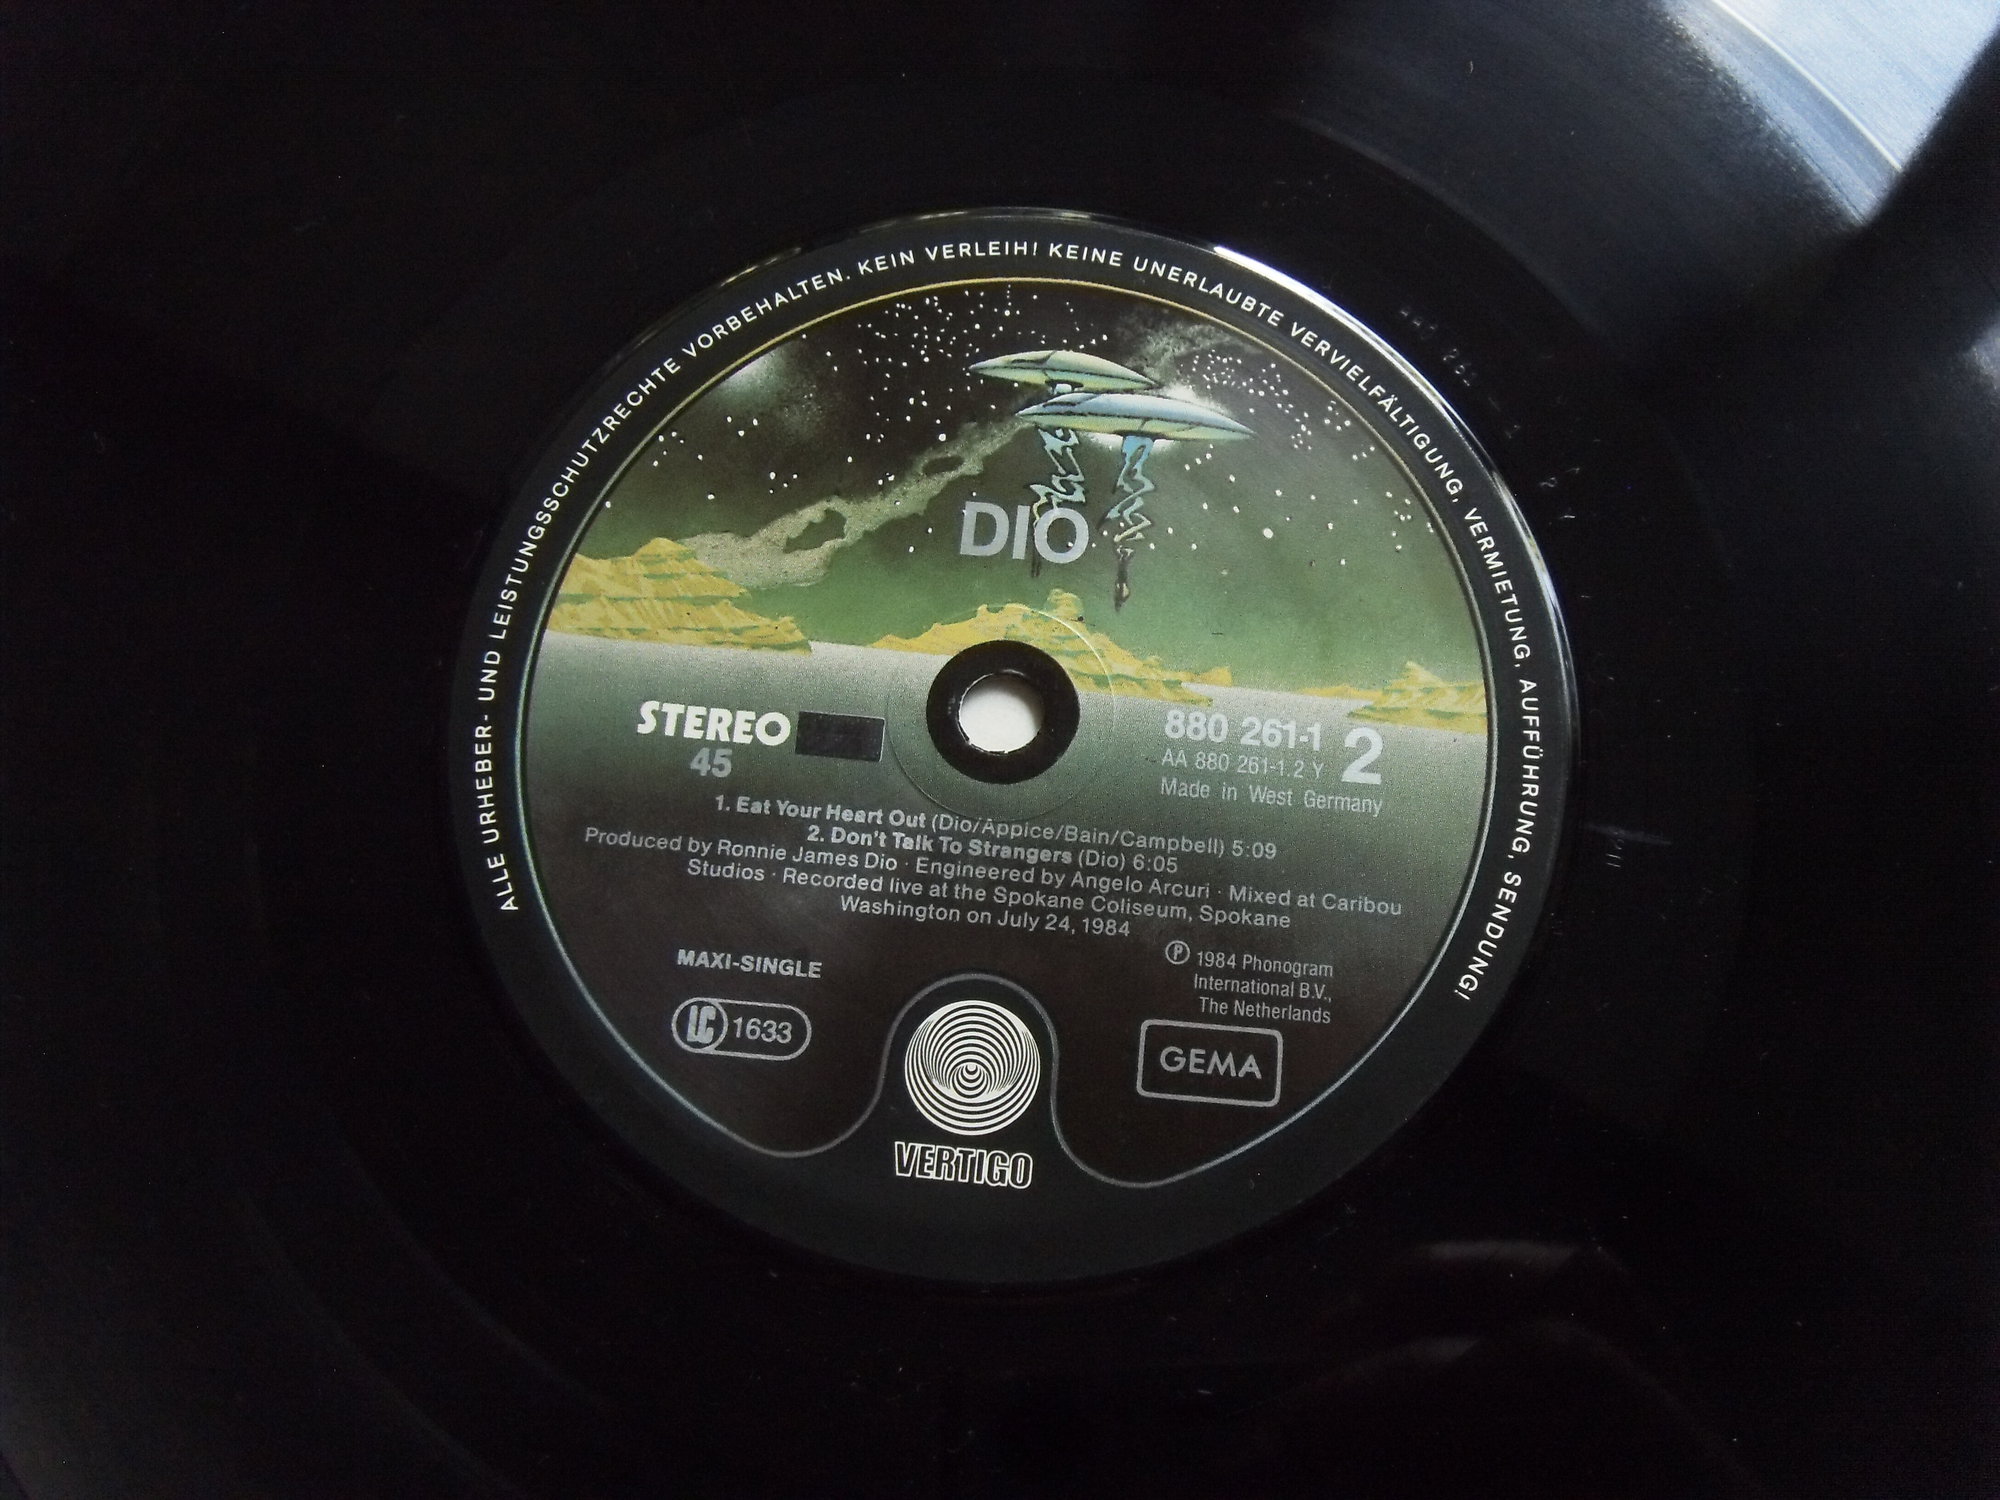 ALLE URHEBER- UND LEISTUNGSSCHUTZRECHTE VORBEHALTEN. KEIN VERLEIH! KEINE UNERLAUBTE VERVIELFÄLTIGUNG, VERMIETUNG, AUFFÜHRUNG, SENDUNG!
DIO
STEREO
45
880 261-1 2
AA 880 261-1.2 Y
Made in West Germany
1. Eat Your Heart Out (Dio/Appice/Bain/Campbell) 5:09
2. Don't Talk To Strangers (Dio) 6:05
Produced by Ronnie James Dio · Engineered by Angelo Arcuri · Mixed at Caribou
Studios · Recorded live at the Spokane Coliseum, Spokane
Washington on July 24, 1984
MAXI-SINGLE
℗ 1984 Phonogram
International B.V.,
The Netherlands
LC 1633
GEMA
VERTIGO